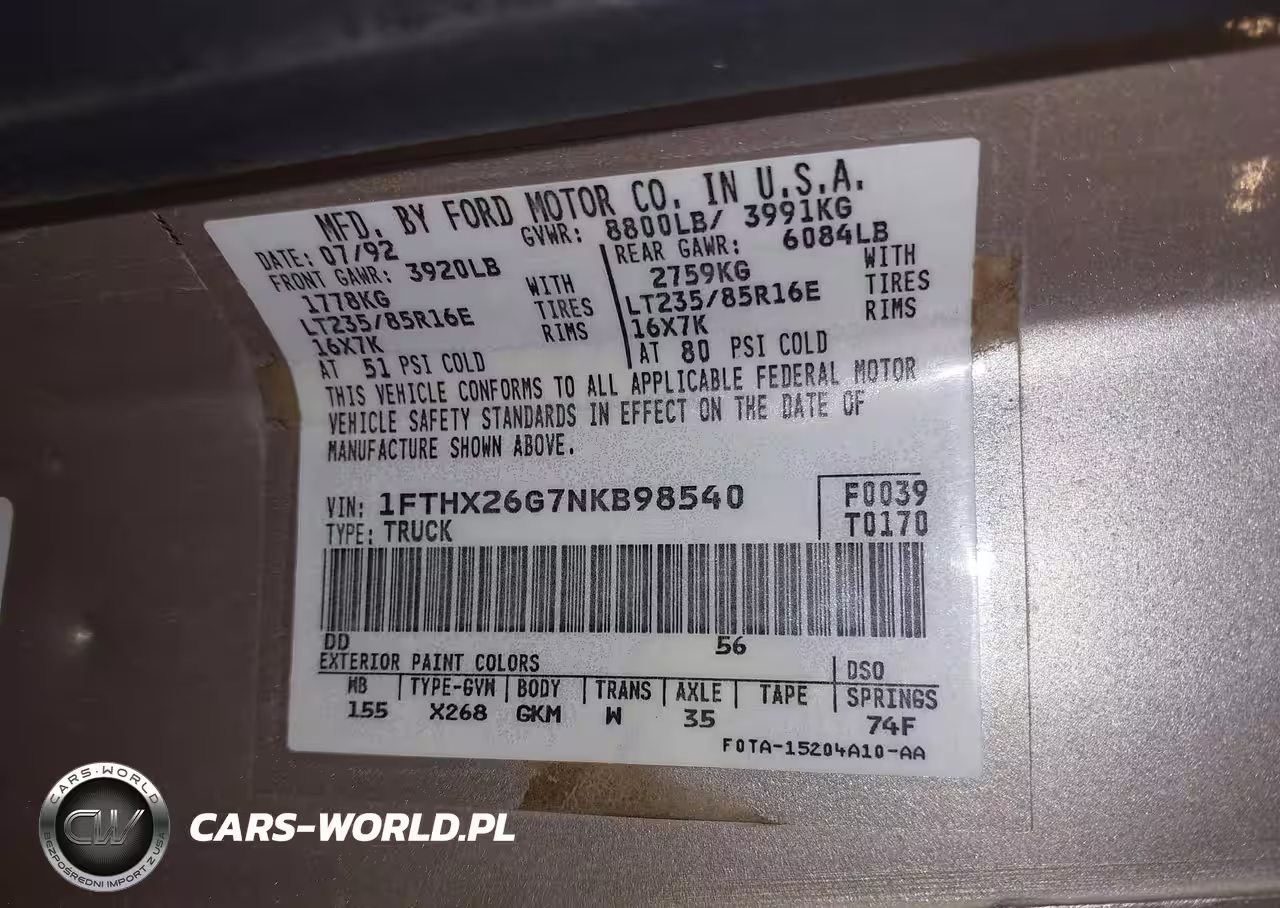 MFD. BY FORD MOTOR CO. IN U.S.A.
DATE: 07/92 GVWR: 8800LB/ 3991KG
FRONT GAWR: 3920LB REAR GAWR: 6084LB
1778KG WITH 2759KG WITH
LT235/85R16E TIRES LT235/85R16E TIRES
16X7K RIMS 16X7K RIMS
AT 51 PSI COLD AT 80 PSI COLD
THIS VEHICLE CONFORMS TO ALL APPLICABLE FEDERAL MOTOR
VEHICLE SAFETY STANDARDS IN EFFECT ON THE DATE OF
MANUFACTURE SHOWN ABOVE.
VIN: 1FTHX26G7NKB98540 F0039
TYPE: TRUCK T0170
DD 56
EXTERIOR PAINT COLORS DSO
WB TYPE-GVW BODY TRANS AXLE TAPE SPRINGS
155 X268 GKM W 35 74F
F0TA-15204A10-AA
CARS-WORLD
CW
BEZPOŚREDNI IMPORT Z USA
CARS-WORLD.PL